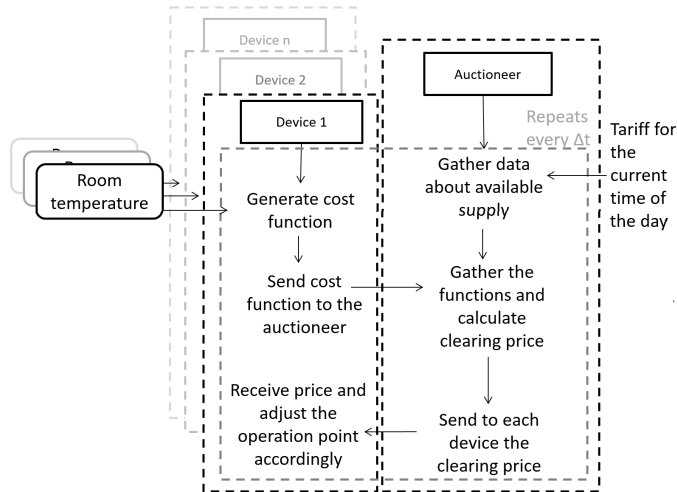 Device n
Device 2
Device 1
Auctioneer
Repeats
every Δt
Tariff for
the
current
time of
the day
Room
temperature
Generate cost
function
Send cost
function to the
auctioneer
Receive price and
adjust the
operation point
accordingly
Gather data
about available
supply
Gather the
functions and
calculate
clearing price
Send to each
device the
clearing price